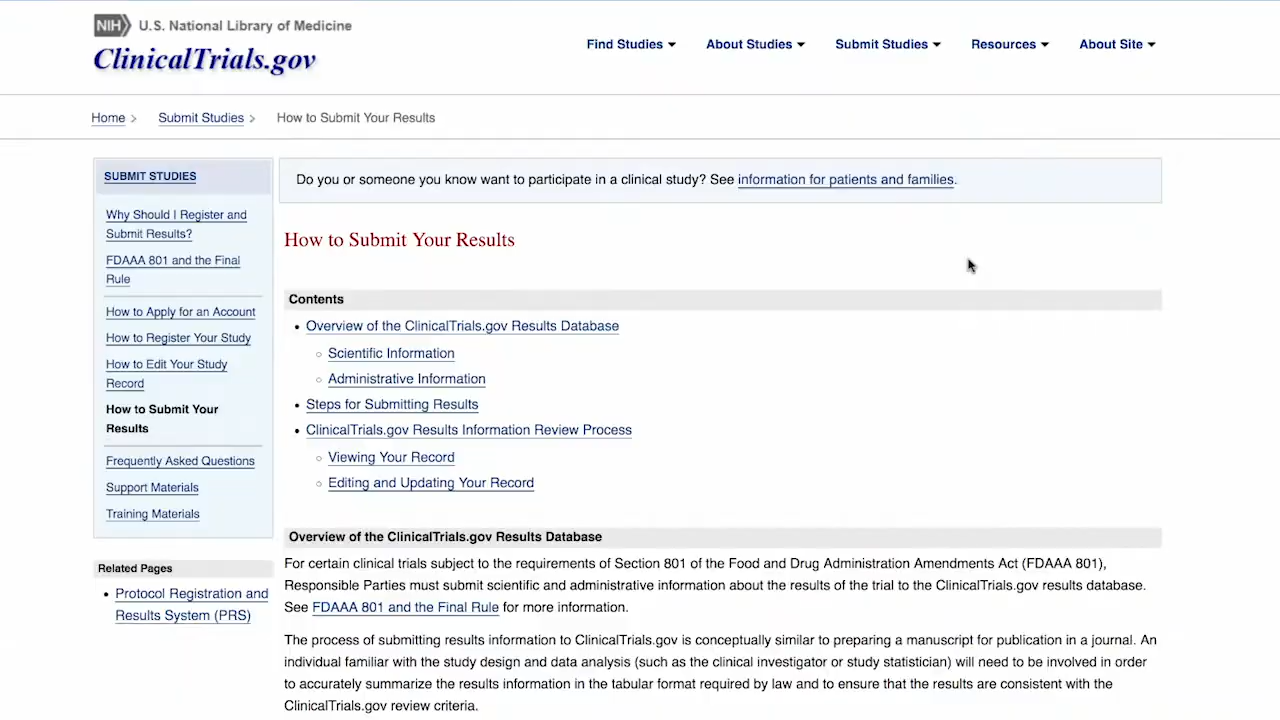 NIH U.S. National Library of Medicine
ClinicalTrials.gov
Find Studies About Studies Submit Studies Resources About Site
Home > Submit Studies > How to Submit Your Results
SUBMIT STUDIES
Why Should I Register and
Submit Results?
FDAAA 801 and the Final
Rule
How to Apply for an Account
How to Register Your Study
How to Edit Your Study
Record
How to Submit Your
Results
Frequently Asked Questions
Support Materials
Training Materials
Related Pages
• Protocol Registration and
Results System (PRS)
Do you or someone you know want to participate in a clinical study? See information for patients and families.
How to Submit Your Results
Contents
• Overview of the ClinicalTrials.gov Results Database
○ Scientific Information
○ Administrative Information
• Steps for Submitting Results
• ClinicalTrials.gov Results Information Review Process
○ Viewing Your Record
○ Editing and Updating Your Record
Overview of the ClinicalTrials.gov Results Database
For certain clinical trials subject to the requirements of Section 801 of the Food and Drug Administration Amendments Act (FDAAA 801),
Responsible Parties must submit scientific and administrative information about the results of the trial to the ClinicalTrials.gov results database.
See FDAAA 801 and the Final Rule for more information.
The process of submitting results information to ClinicalTrials.gov is conceptually similar to preparing a manuscript for publication in a journal. An
individual familiar with the study design and data analysis (such as the clinical investigator or study statistician) will need to be involved in order
to accurately summarize the results information in the tabular format required by law and to ensure that the results are consistent with the
ClinicalTrials.gov review criteria.